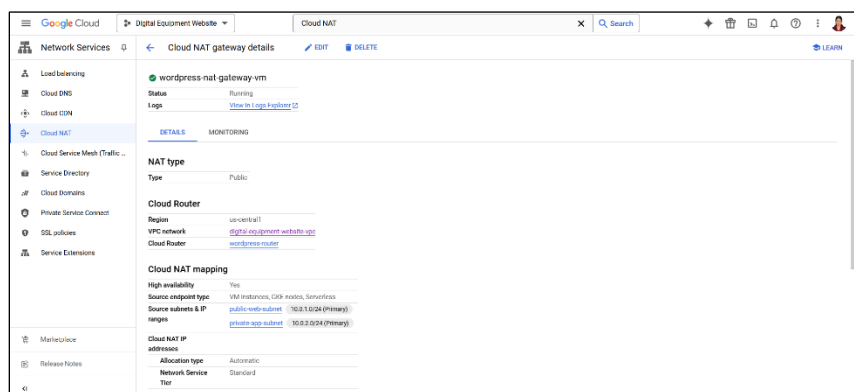 Google Cloud
Digital Equipment Website
Cloud NAT
Search
Network Services
Cloud NAT gateway details
EDIT
DELETE
LEARN
Load balancing
Cloud DNS
Cloud CDN
Cloud NAT
Cloud Service Mesh (Traffic ...
Service Directory
Cloud Domains
Private Service Connect
SSL policies
Service Extensions
Marketplace
Release Notes
wordpress-nat-gateway-vm
Status Running
Logs View in Logs Explorer
DETAILS MONITORING
NAT type
Type Public
Cloud Router
Region us-central1
VPC network digital-equipment-website-vpc
Cloud Router wordpress-router
Cloud NAT mapping
High availability Yes
Source endpoint type VM instances, GKE nodes, Serverless
Source subnets & IP ranges public-web-subnet 10.0.1.0/24 (Primary)
private-app-subnet 10.0.2.0/24 (Primary)
Cloud NAT IP addresses
Allocation type Automatic
Network Service Tier Standard